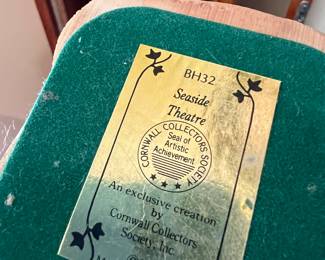 BH32
Seaside
Theatre
CORNWALL COLLECTORS SOCIETY
Seal of
Artistic
Achievement
An exclusive creation
by
Cornwall Collectors
Society, Inc
©